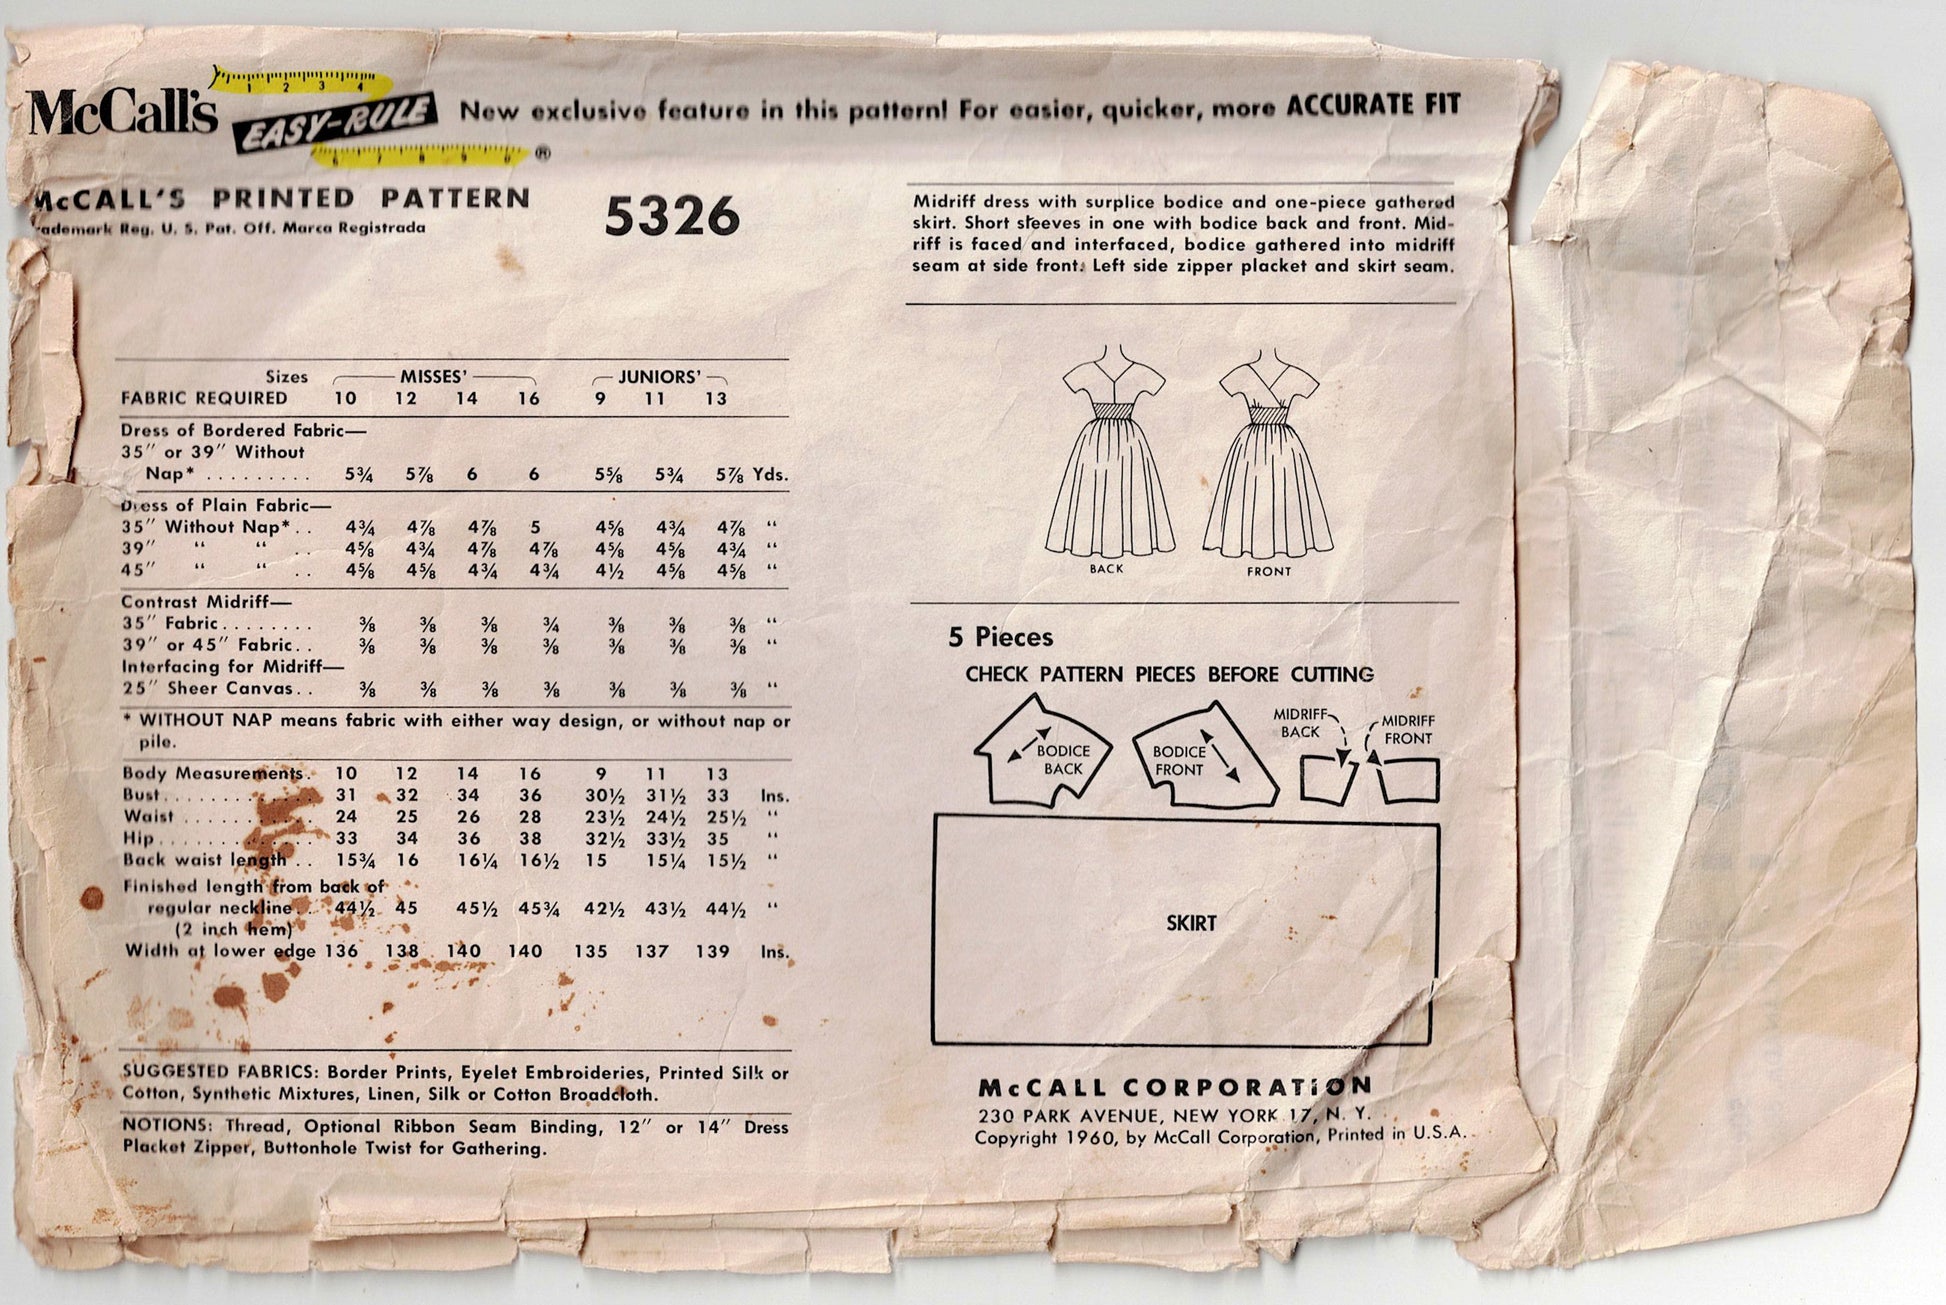 McCall's
1 2 3 4
EASY-RULE
6 7 8 9 0
®
New exclusive feature in this pattern! For easier, quicker, more ACCURATE FIT
McCALL'S PRINTED PATTERN
5326
ademark Reg. U. S. Pat. Off. Marca Registrada
Midriff dress with surplice bodice and one-piece gathered
skirt. Short sleeves in one with bodice back and front. Mid-
riff is faced and interfaced, bodice gathered into midriff
seam at side front. Left side zipper placket and skirt seam.
Sizes MISSES' JUNIORS'
FABRIC REQUIRED 10 12 14 16 9 11 13
Dress of Bordered Fabric—
35" or 39" Without
Nap* ......... 5¾ 5⅞ 6 6 5⅝ 5¾ 5⅞ Yds.
Dress of Plain Fabric—
35" Without Nap*.. 4¾ 4⅞ 4⅞ 5 4⅝ 4¾ 4⅞ "
39" " " .. 4⅝ 4¾ 4⅞ 4⅞ 4⅝ 4⅝ 4¾ "
45" " " .. 4⅝ 4⅝ 4¾ 4¾ 4½ 4⅝ 4⅝ "
Contrast Midriff—
35" Fabric........ ⅜ ⅜ ⅜ ¾ ⅜ ⅜ ⅜ "
39" or 45" Fabric.. ⅜ ⅜ ⅜ ⅜ ⅜ ⅜ ⅜ "
Interfacing for Midriff—
25" Sheer Canvas.. ⅜ ⅜ ⅜ ⅜ ⅜ ⅜ ⅜ "
* WITHOUT NAP means fabric with either way design, or without nap or
pile.
Body Measurements. 10 12 14 16 9 11 13
Bust............. 31 32 34 36 30½ 31½ 33 Ins.
Waist ........... 24 25 26 28 23½ 24½ 25½ "
Hip.............. 33 34 36 38 32½ 33½ 35 "
Back waist length .. 15¾ 16 16¼ 16½ 15 15¼ 15½ "
Finished length from back of
regular neckline.. 44½ 45 45½ 45¾ 42½ 43½ 44½ "
(2 inch hem)
Width at lower edge 136 138 140 140 135 137 139 Ins.
SUGGESTED FABRICS: Border Prints, Eyelet Embroideries, Printed Silk or
Cotton, Synthetic Mixtures, Linen, Silk or Cotton Broadcloth.
NOTIONS: Thread, Optional Ribbon Seam Binding, 12" or 14" Dress
Placket Zipper, Buttonhole Twist for Gathering.
BACK
FRONT
5 Pieces
CHECK PATTERN PIECES BEFORE CUTTING
BODICE
BACK
BODICE
FRONT
MIDRIFF
BACK
MIDRIFF
FRONT
SKIRT
McCALL CORPORATION
230 PARK AVENUE, NEW YORK 17, N. Y.
Copyright 1960, by McCall Corporation, Printed in U.S.A.